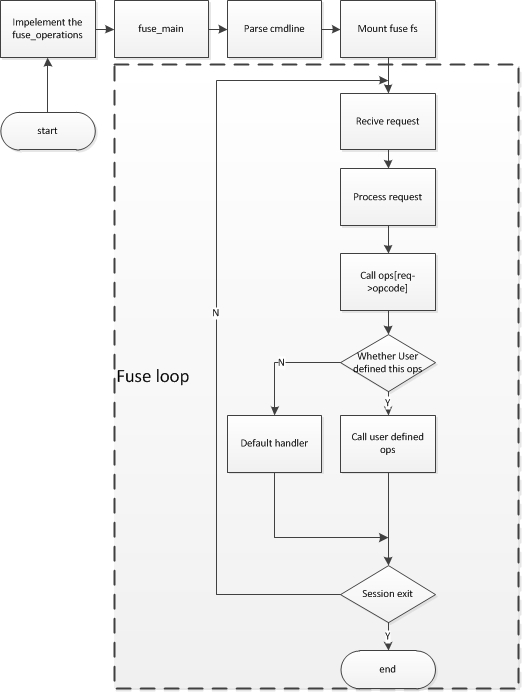 Impelement the
fuse_operations
fuse_main
Parse cmdline
Mount fuse fs
start
Recive request
Process request
Call ops[req-
>opcode]
N
Whether User
defined this ops
N
Fuse loop
Y
Default handler
Call user defined
ops
Session exit
Y
end